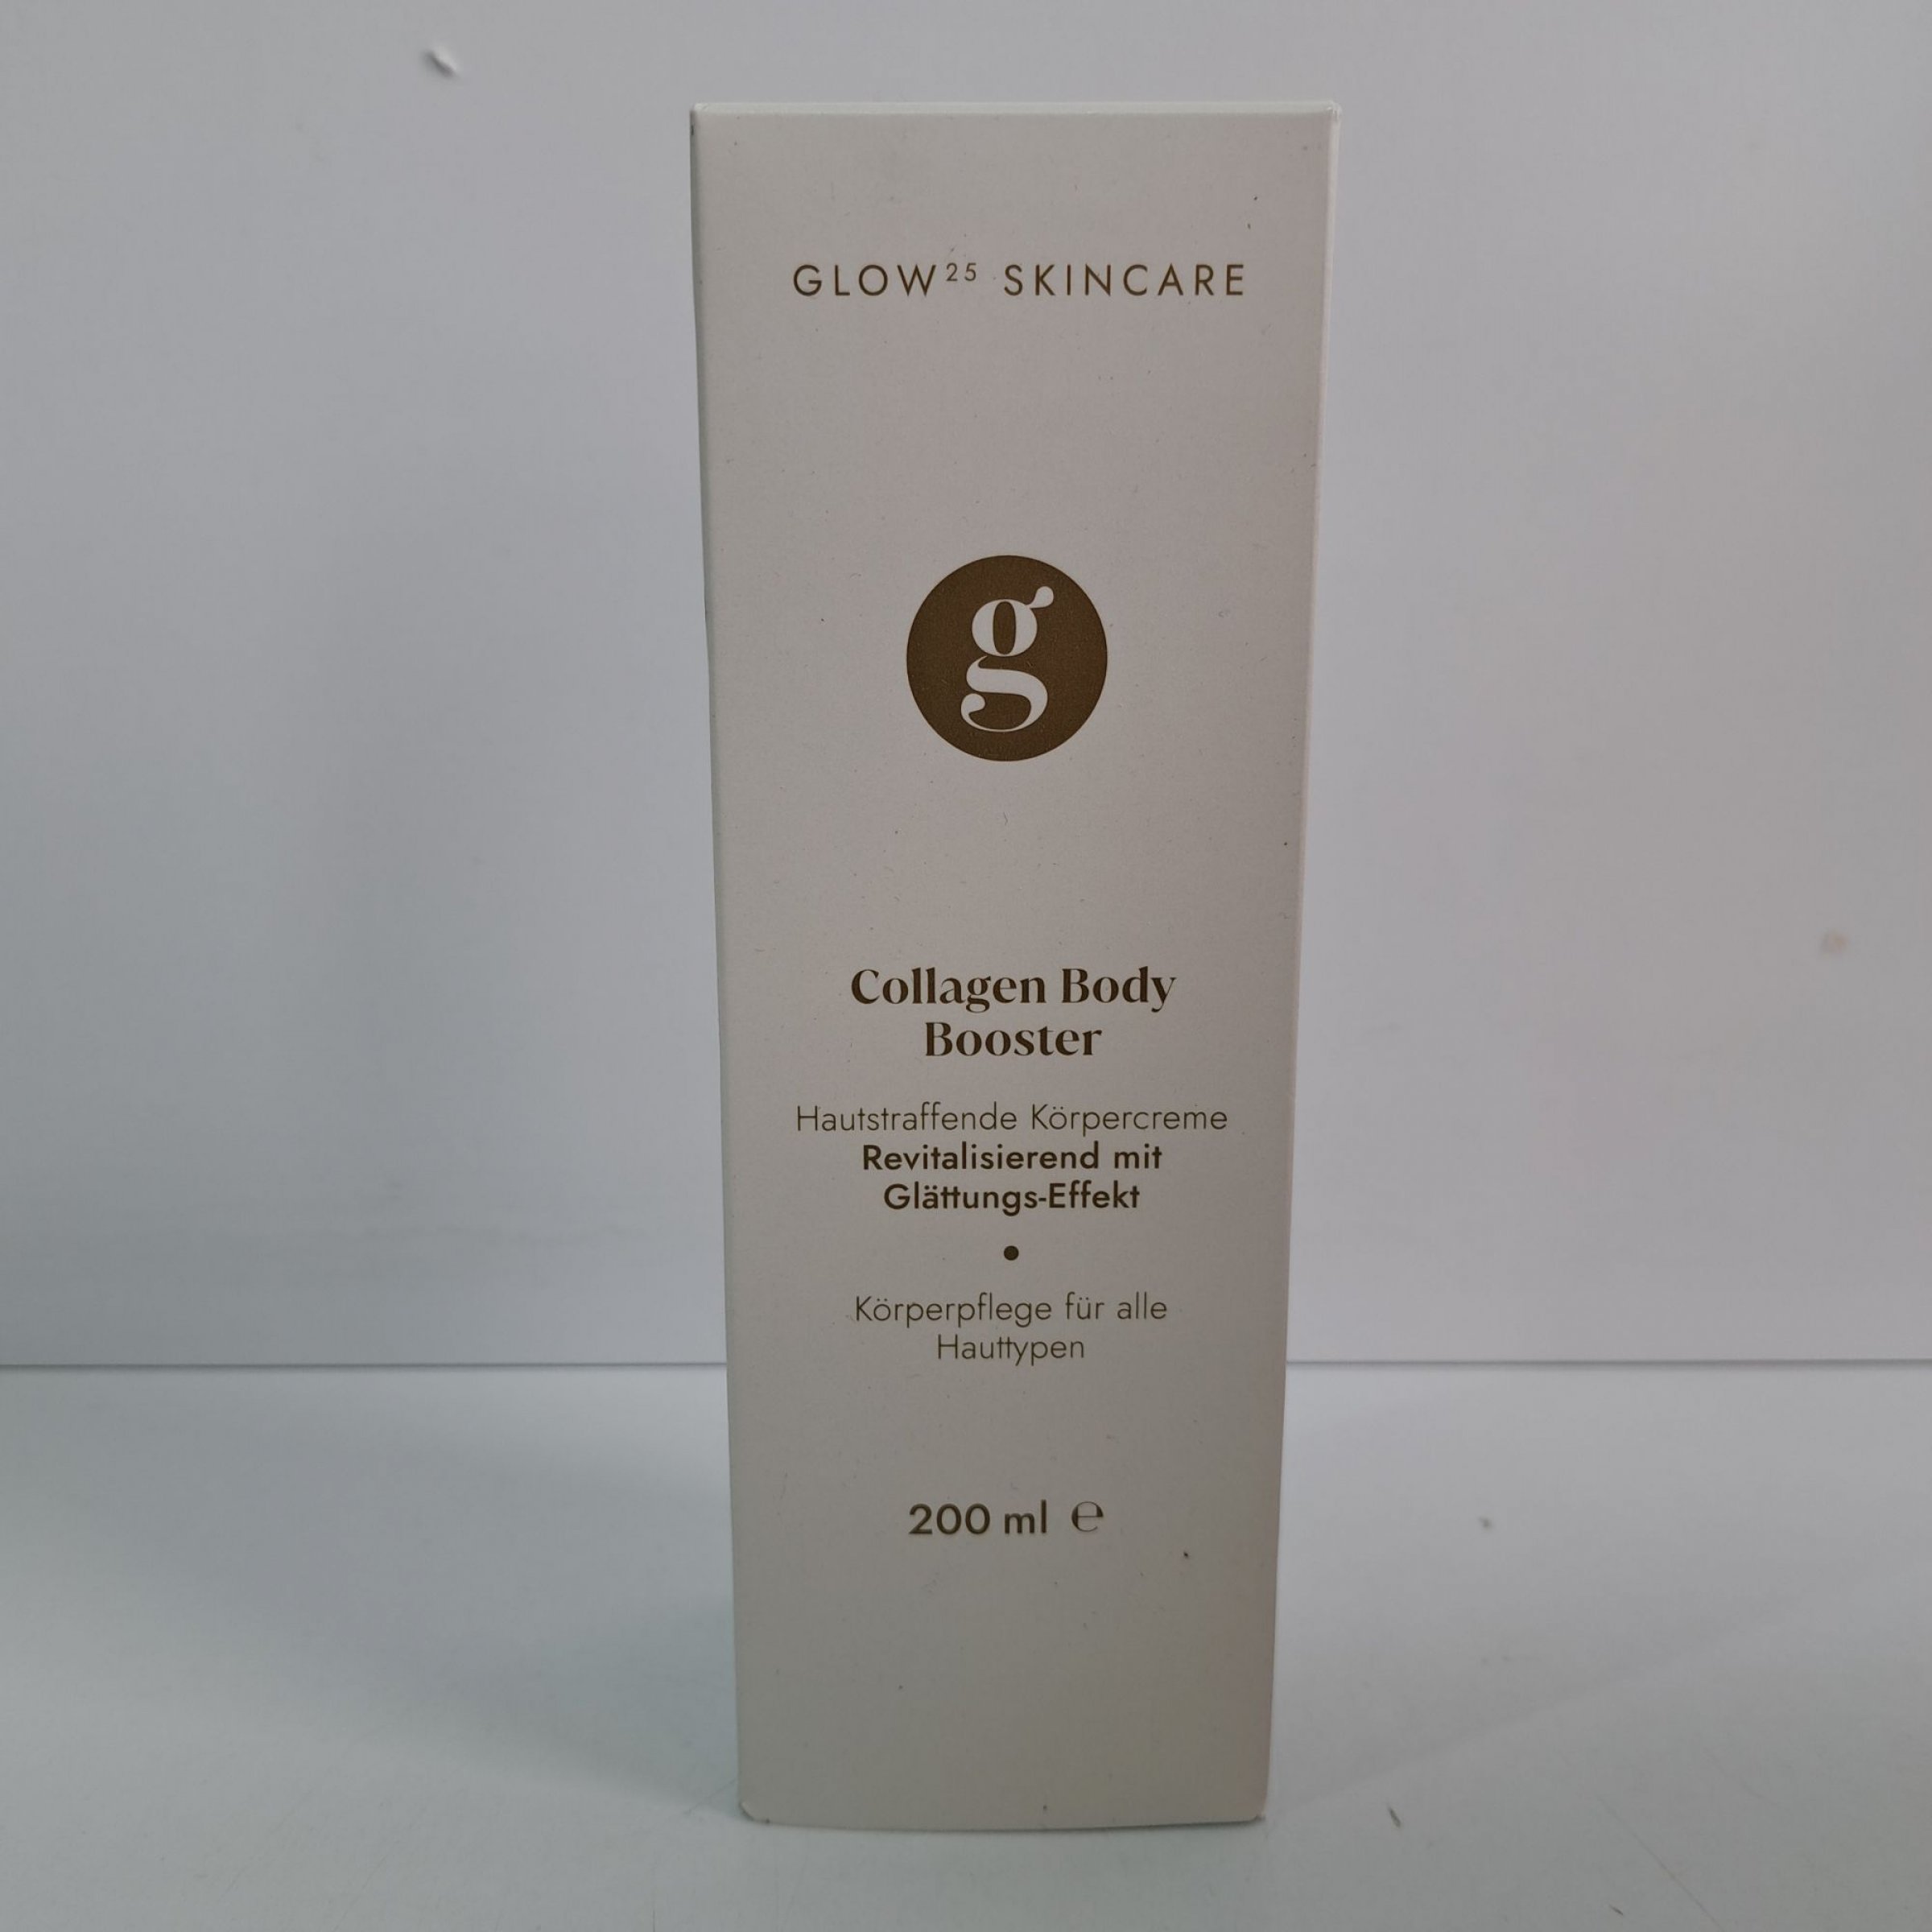 GLOW²⁵ SKINCARE
g
Collagen Body
Booster
Hautstraffende Körpercreme
Revitalisierend mit
Glättungs-Effekt
•
Körperpflege für alle
Hauttypen
200 ml ℮